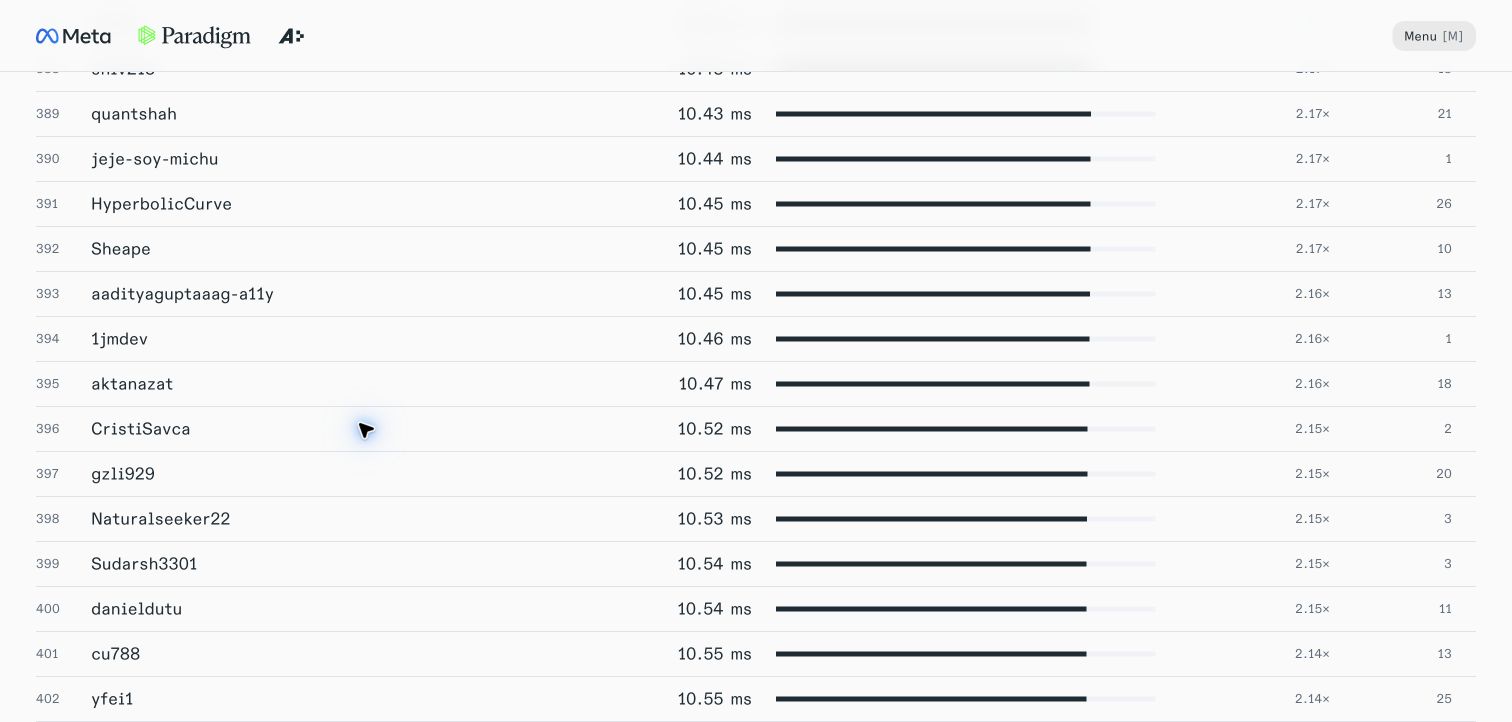 Meta Paradigm A Menu [M]
389 quantshah 10.43 ms 2.17× 21
390 jeje-soy-michu 10.44 ms 2.17× 1
391 HyperbolicCurve 10.45 ms 2.17× 26
392 Sheape 10.45 ms 2.17× 10
393 aadityaguptaaag-a11y 10.45 ms 2.16× 13
394 1jmdev 10.46 ms 2.16× 1
395 aktanazat 10.47 ms 2.16× 18
396 CristiSavca 10.52 ms 2.15× 2
397 gzli929 10.52 ms 2.15× 20
398 Naturalseeker22 10.53 ms 2.15× 3
399 Sudarsh3301 10.54 ms 2.15× 3
400 danieldutu 10.54 ms 2.15× 11
401 cu788 10.55 ms 2.14× 13
402 yfei1 10.55 ms 2.14× 25